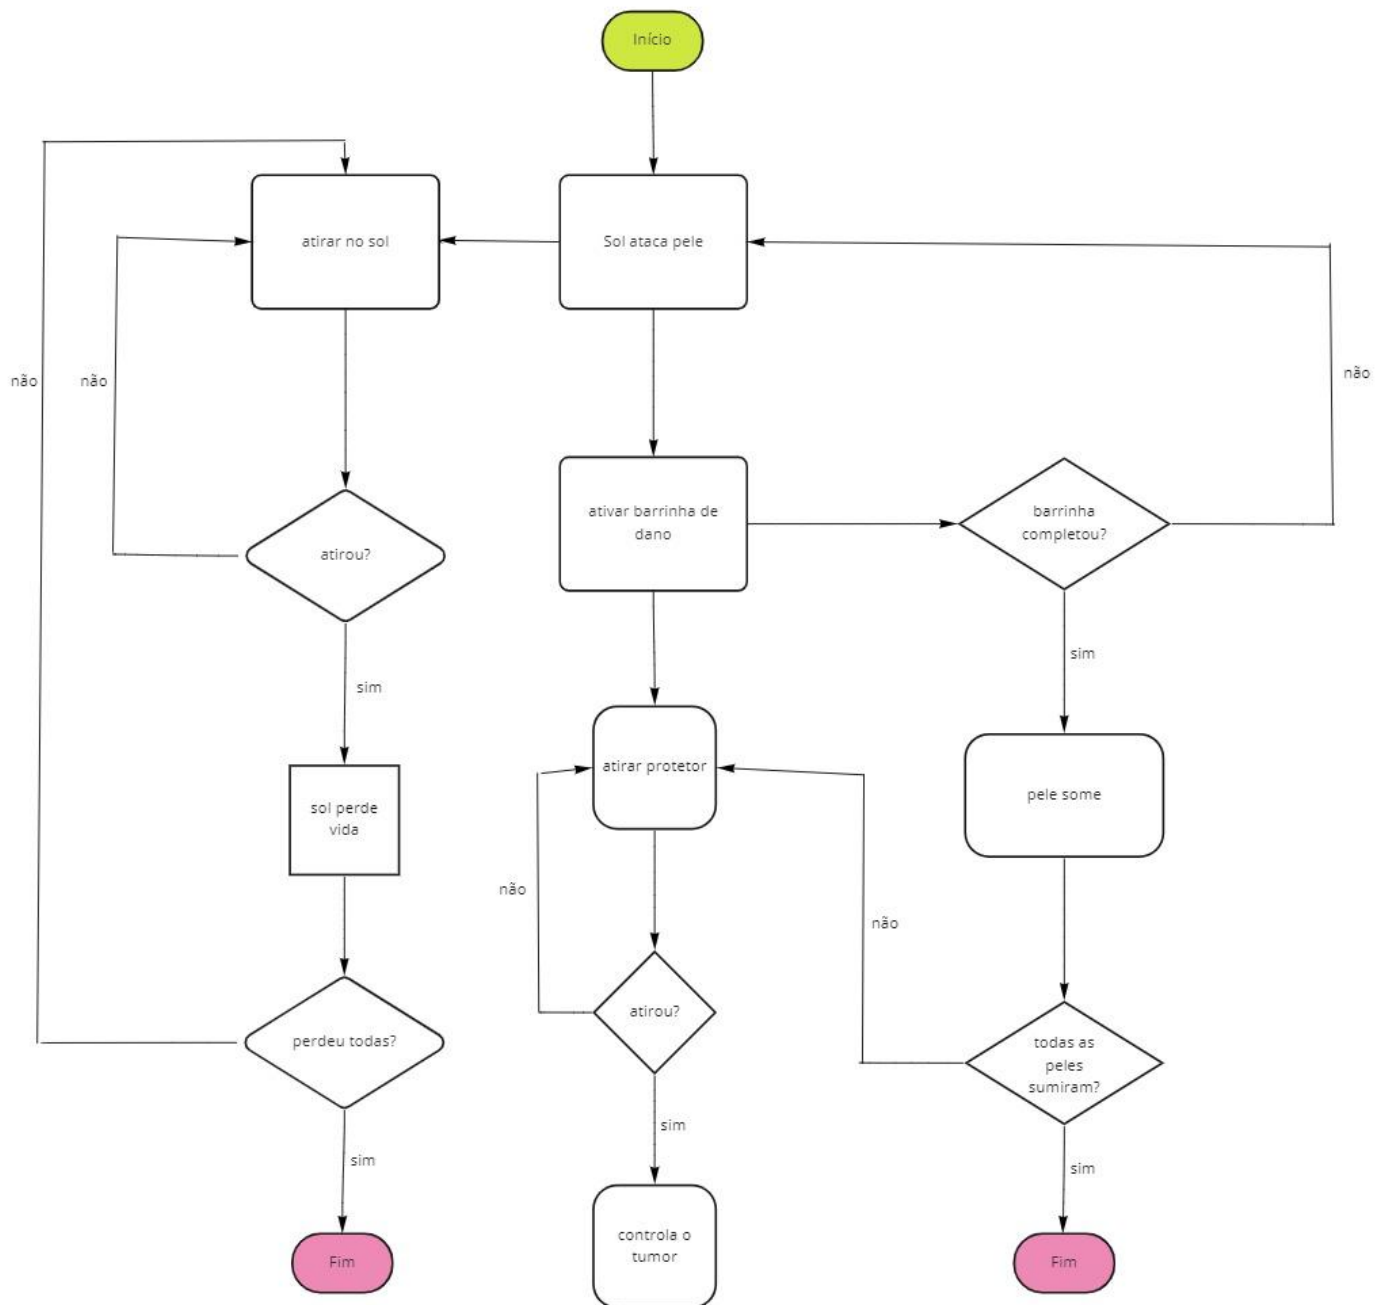 Início
atirar no sol
Sol ataca pele
não
não
não
ativar barrinha de
dano
barrinha
completou?
atirou?
sim
sim
atirar protetor
pele some
sol perde
vida
não
não
perdeu todas?
atirou?
todas as
peles
sumiram?
sim
sim
sim
Fim
controla o
tumor
Fim